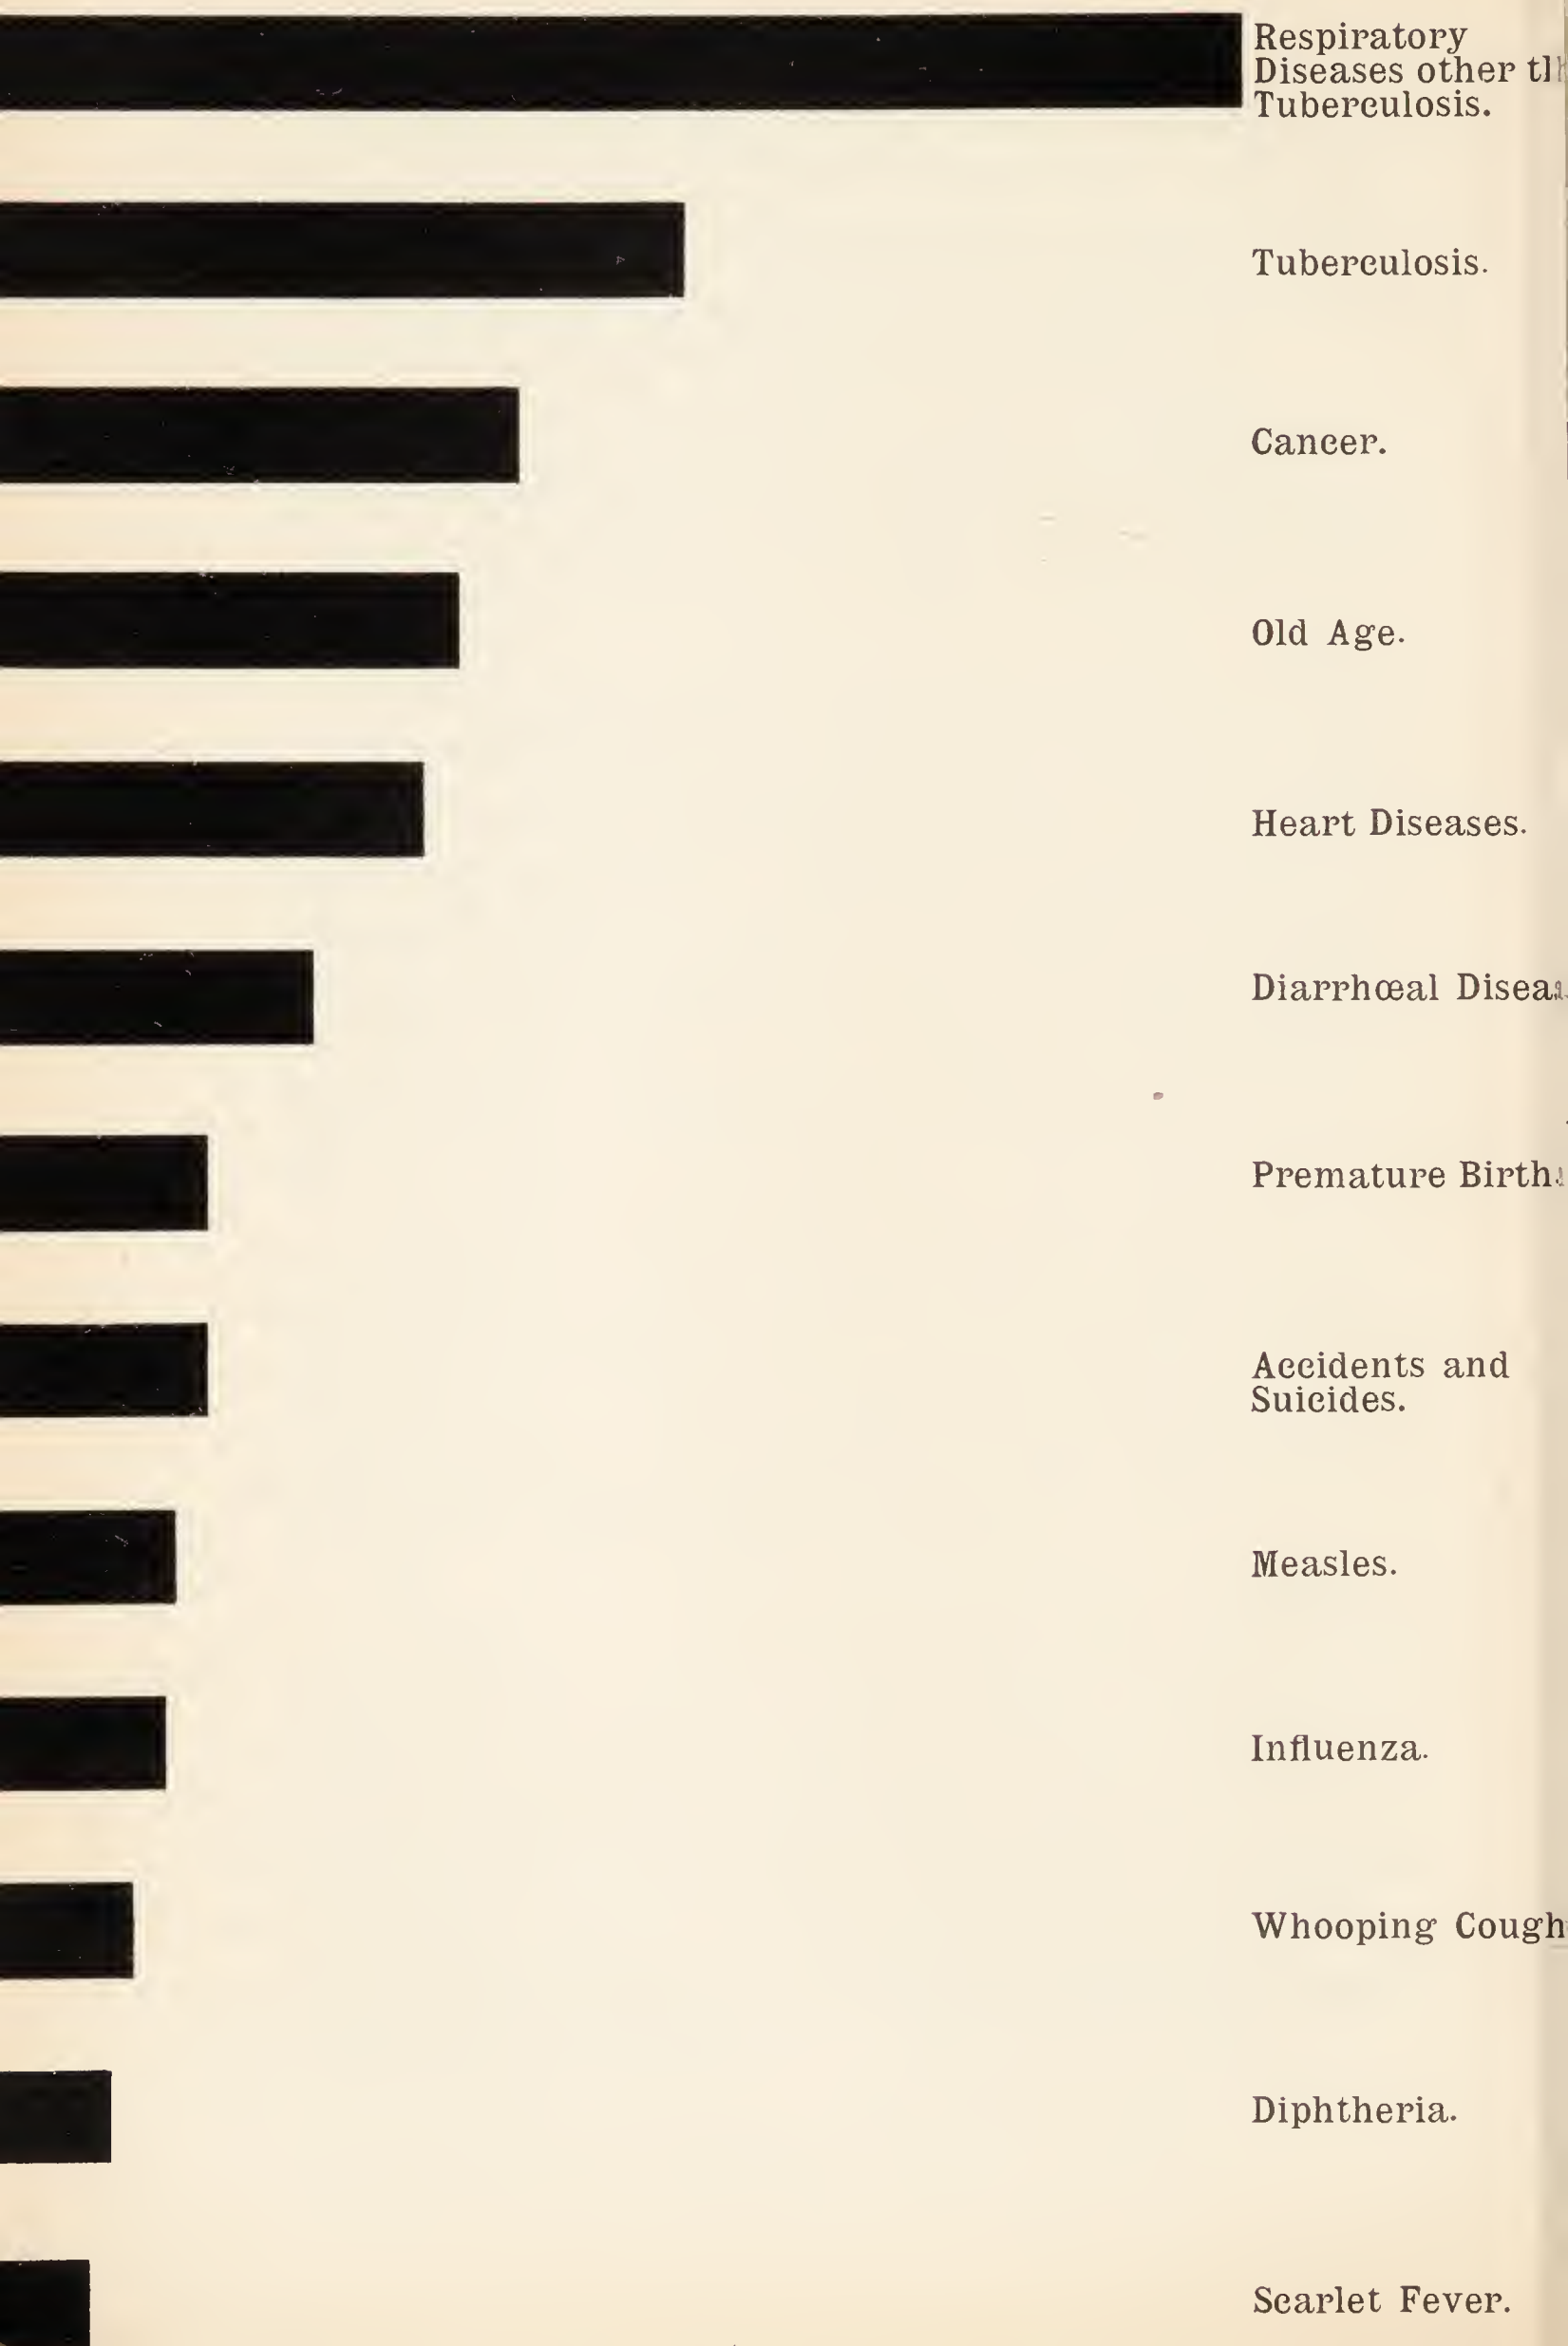 Respiratory
Diseases other
Tuberculosis.
Tuberculosis.
Cancer.
Old Age.
Heart Diseases.
Diarrhœal
Premature Birth
Accidents and
Suicides.
Measles.
Influenza.
Whooping Cough
Diphtheria.
Scarlet Fever.